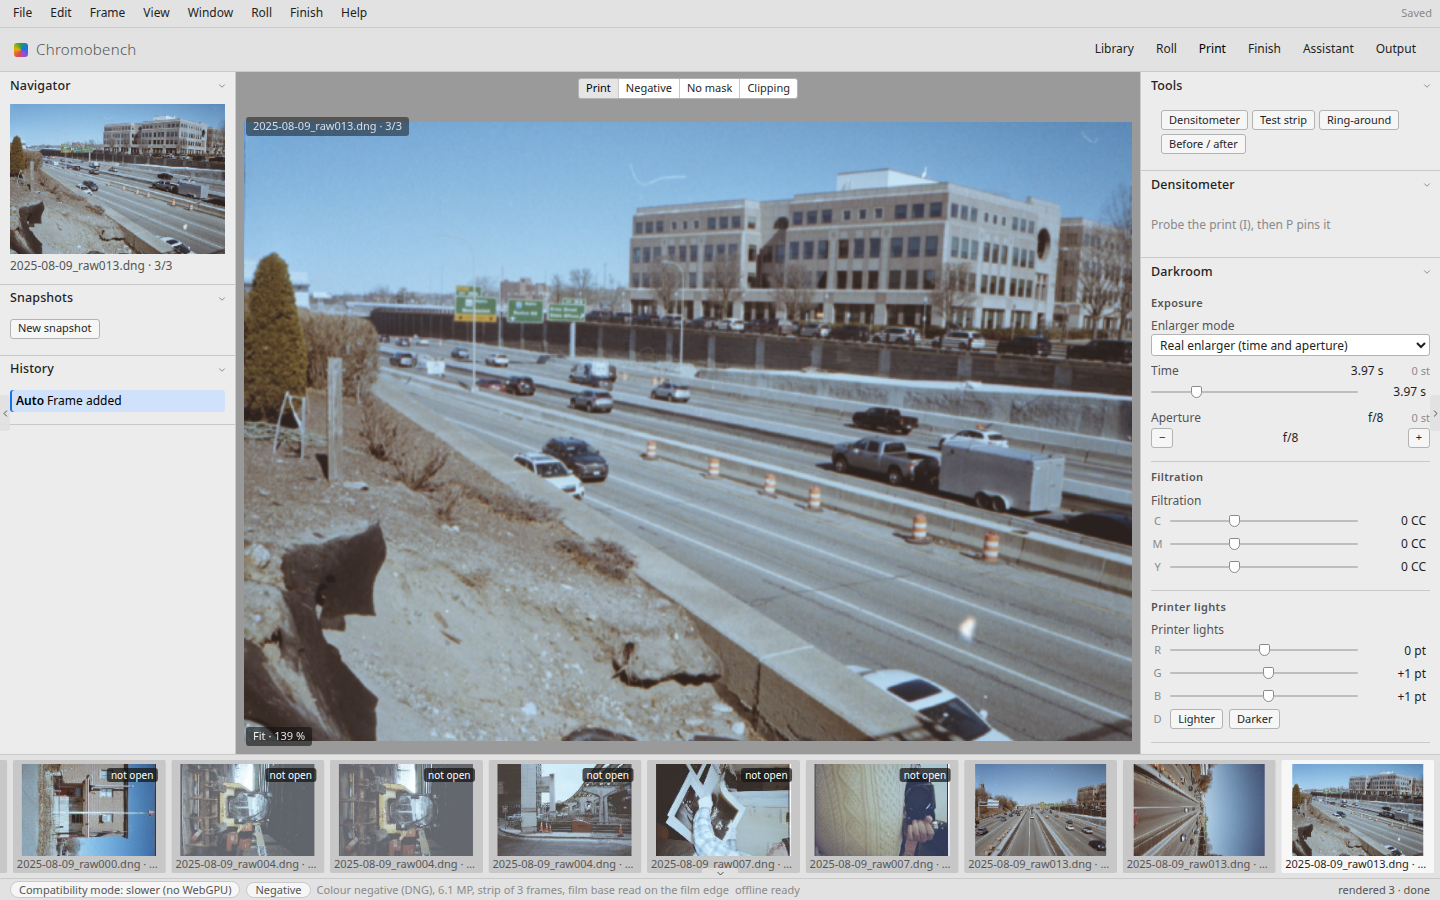 File Edit Frame View Window Roll Finish Help Saved
Chromobench Library Roll Print Finish Assistant Output
Navigator
2025-08-09_raw013.dng · 3/3
Snapshots
New snapshot
History
Auto Frame added
Print Negative No mask Clipping
2025-08-09_raw013.dng · 3/3
Fit · 139 %
Tools
Densitometer Test strip Ring-around
Before / after
Densitometer
Probe the print (I), then P pins it
Darkroom
Exposure
Enlarger mode
Real enlarger (time and aperture)
Time 3.97 s 0 st
3.97 s
Aperture f/8 0 st
− f/8 +
Filtration
Filtration
C 0 CC
M 0 CC
Y 0 CC
Printer lights
Printer lights
R 0 pt
G +1 pt
B +1 pt
D Lighter Darker
not open not open not open not open not open not open
2025-08-09_raw000.dng · ... 2025-08-09_raw004.dng · ... 2025-08-09_raw004.dng · ... 2025-08-09_raw004.dng · ... 2025-08-09_raw007.dng · ... 2025-08-09_raw007.dng · ... 2025-08-09_raw013.dng · ... 2025-08-09_raw013.dng · ... 2025-08-09_raw013.dng · ...
Compatibility mode: slower (no WebGPU) Negative Colour negative (DNG), 6.1 MP, strip of 3 frames, film base read on the film edge offline ready rendered 3 · done